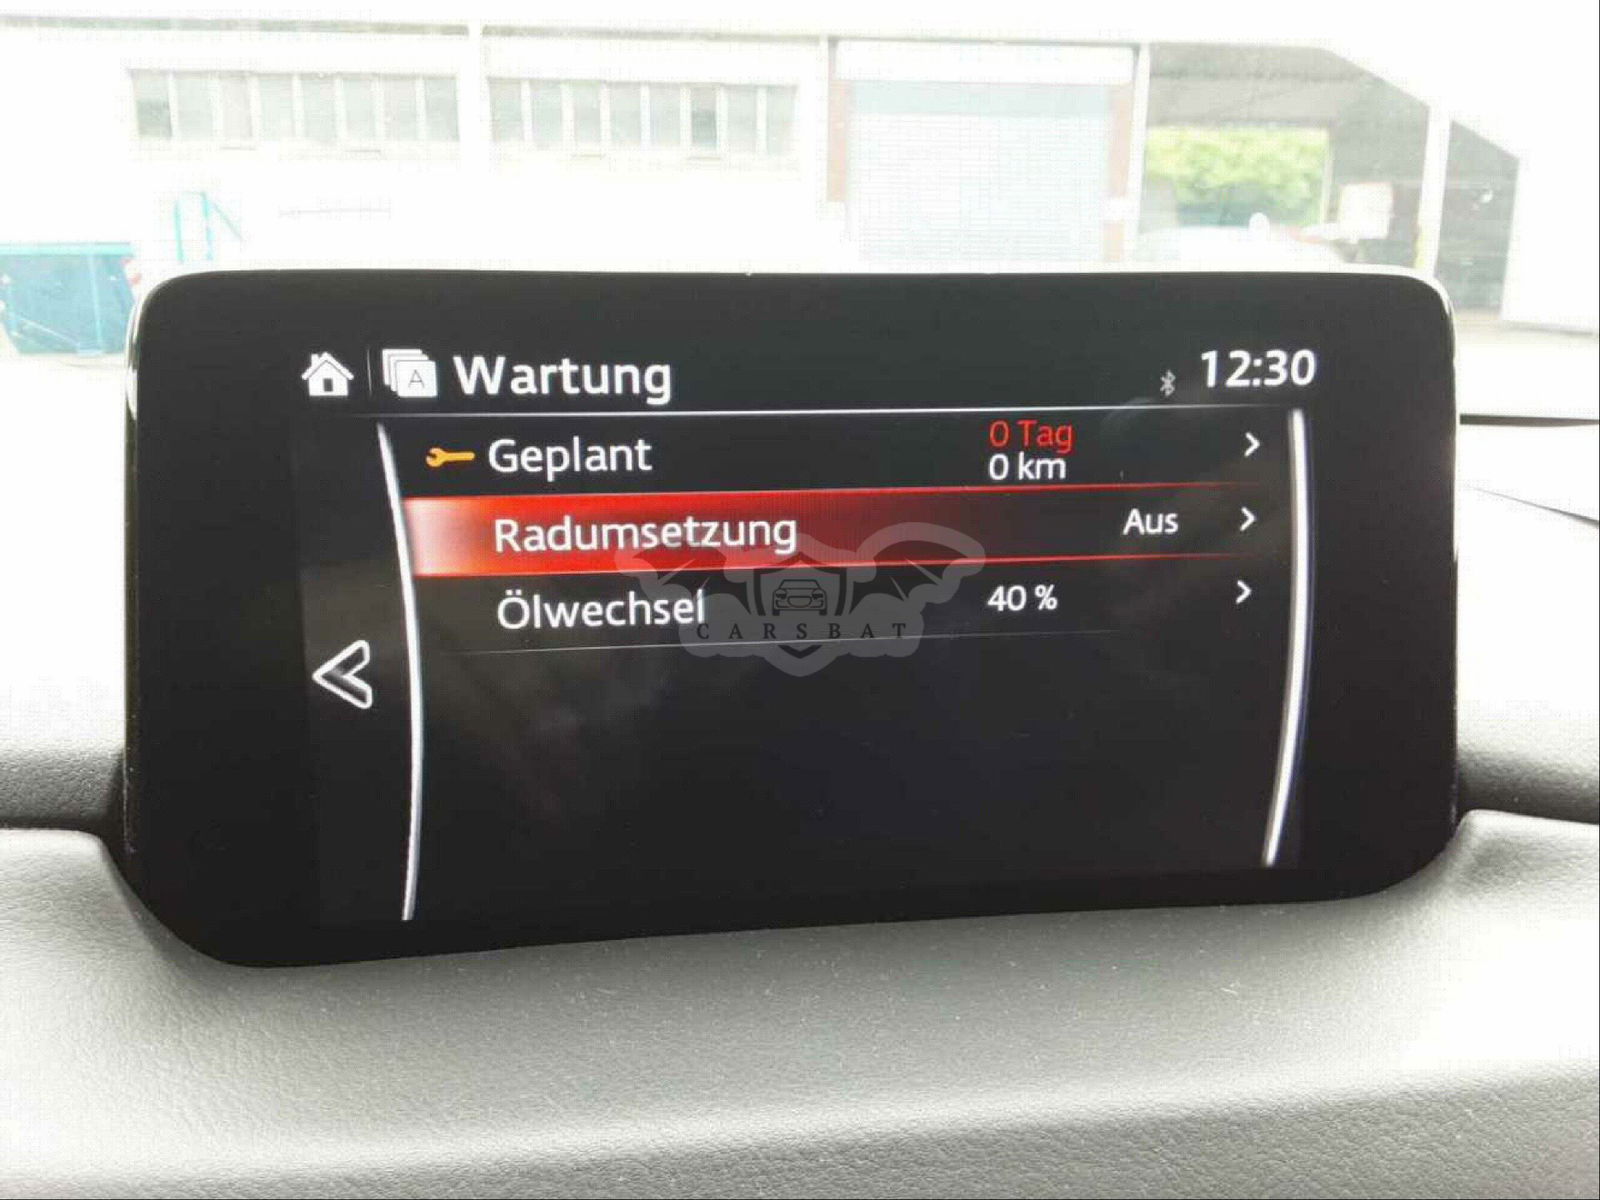 A Wartung 12:30
Geplant 0 Tag
0 km
Radumsetzung Aus
Ölwechsel 40 %
CARSBAT